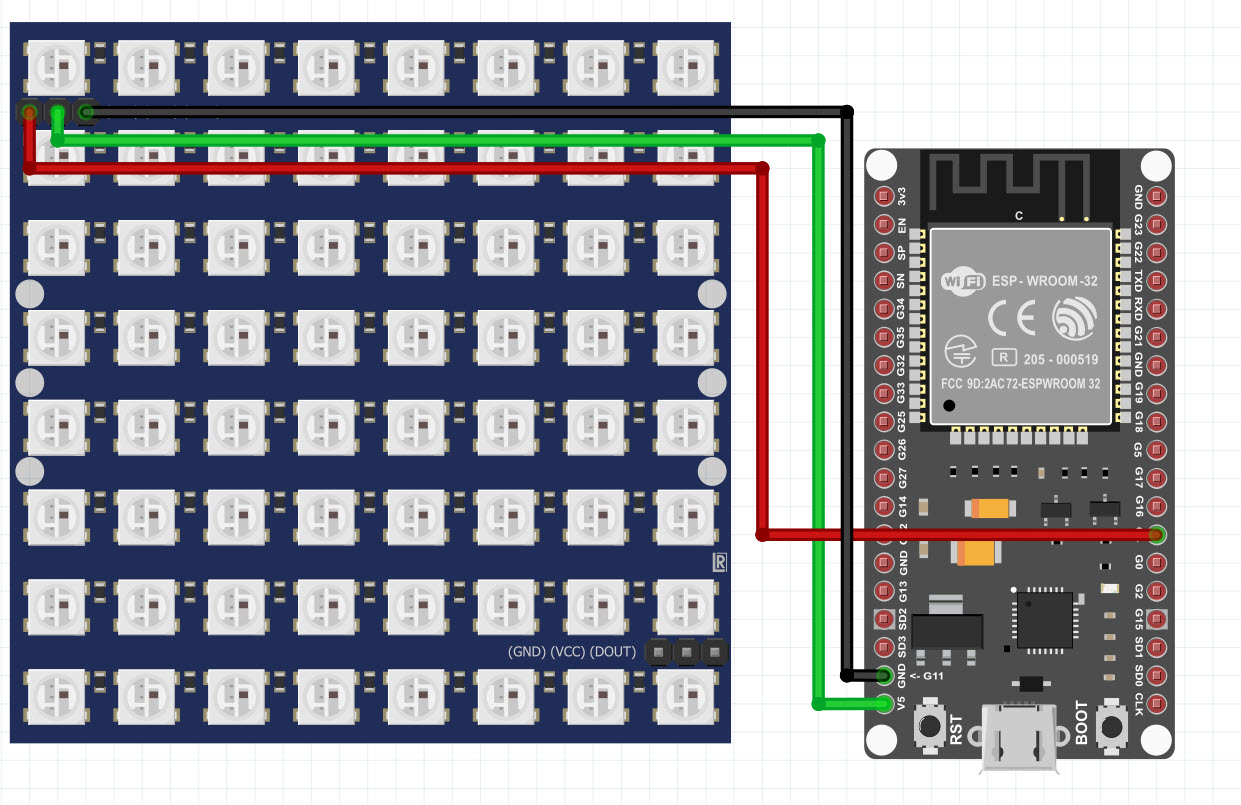 C
WiFi ESP - WROOM-32
CE
R 205 - 000519
FCC 9D:2AC72-ESPWROOM 32
3v3
EN
SP
SN
G34
G35
G32
G33
G25
G26
G27
G14
GND
G13
SD2
SD3
GND <- G11
V5
GND
G23
G22
TXD
RXD
G21
GND
G19
G18
G5
G17
G16
G0
G2
G15
SD1
SD0
CLK
(GND) (VCC) (DOUT)
R
RST
BOOT